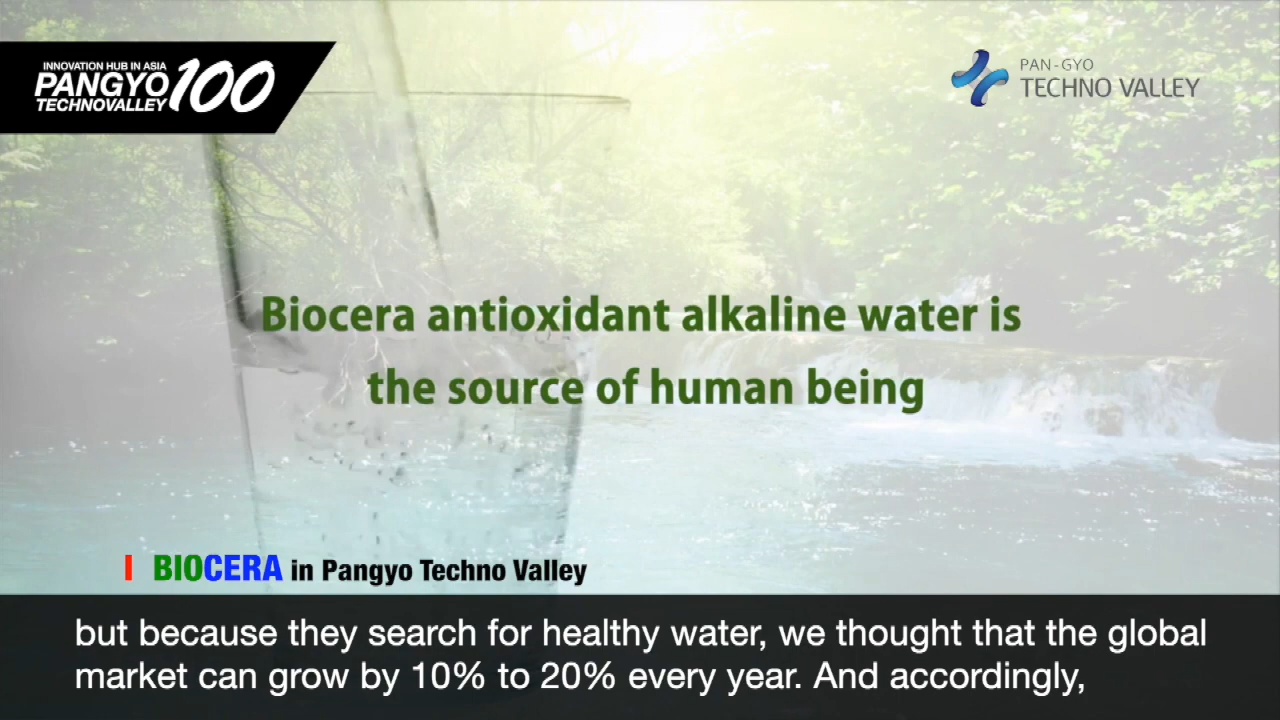 INNOVATION HUB IN ASIA
PANGYO 100
TECHNOVALLEY
PAN-GYO
TECHNO VALLEY
Biocera antioxidant alkaline water is
the source of human being
BIOCERA in Pangyo Techno Valley
but because they search for healthy water, we thought that the global
market can grow by 10% to 20% every year. And accordingly,